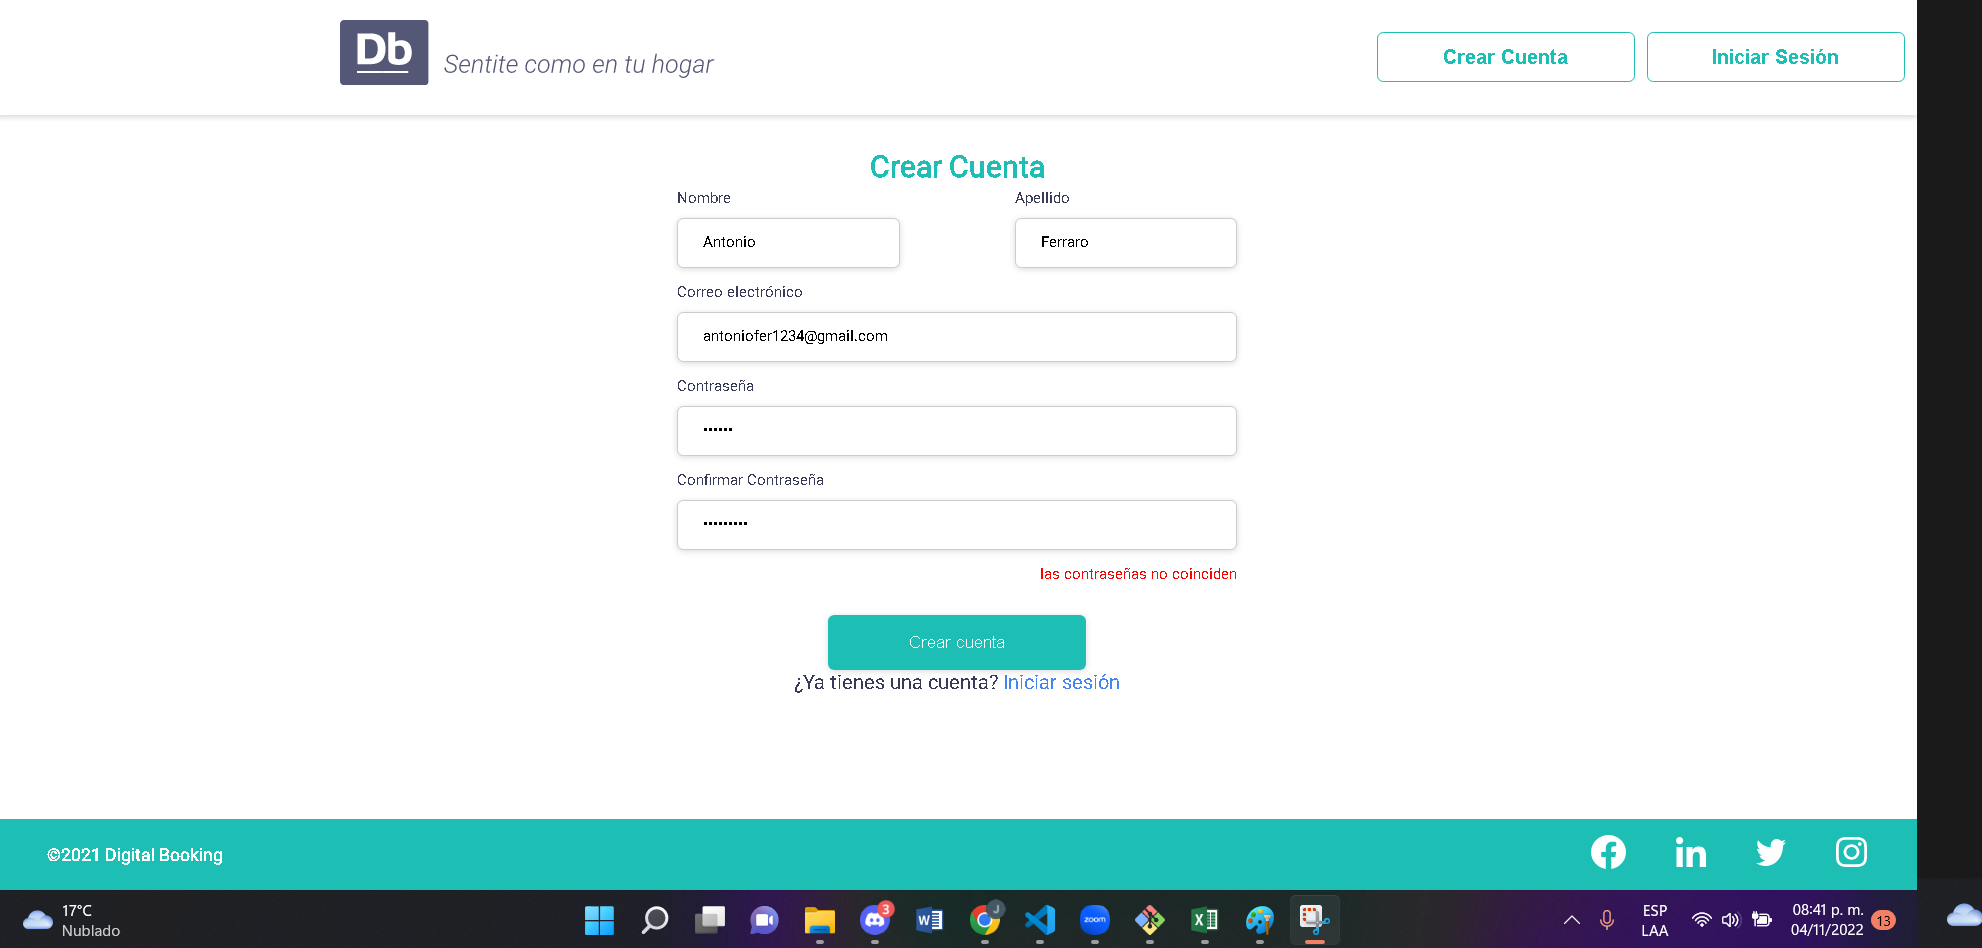 Db
Sentite como en tu hogar
Crear Cuenta
Iniciar Sesión
Crear Cuenta
Nombre
Apellido
Antonio
Ferraro
Correo electrónico
antoniofer1234@gmail.com
Contraseña
••••••
Confirmar Contraseña
•••••••••
las contraseñas no coinciden
Crear cuenta
¿Ya tienes una cuenta? Iniciar sesión
©2021 Digital Booking
17°C
Nublado
3
J
zoom
ESP
LAA
08:41 p. m.
04/11/2022
13